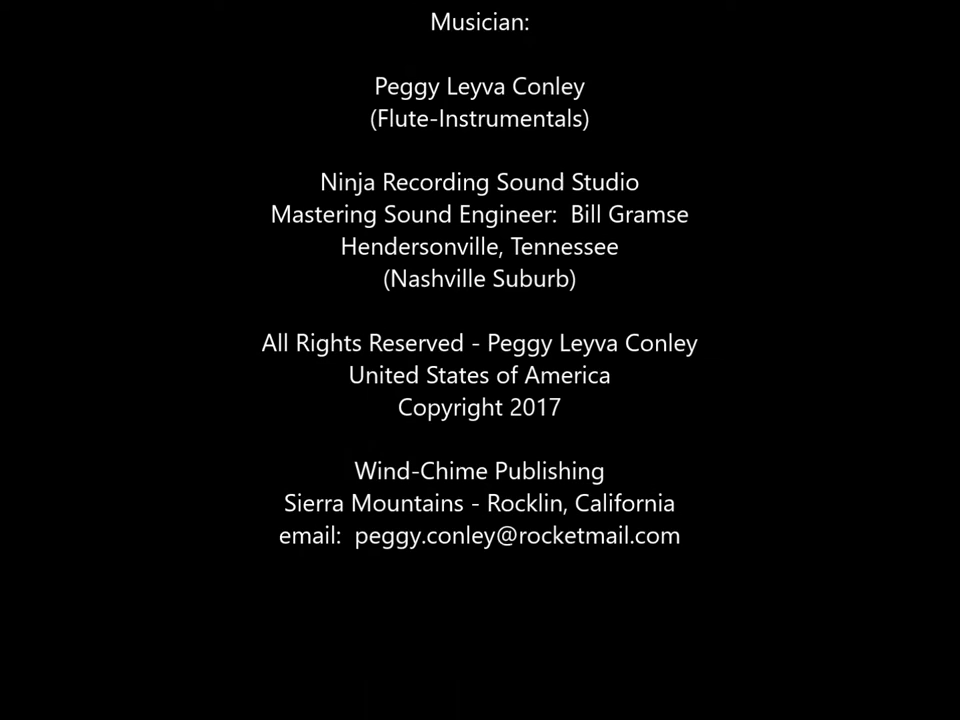 Musician:
Peggy Leyva Conley
(Flute-Instrumentals)
Ninja Recording Sound Studio
Mastering Sound Engineer:  Bill Gramse
Hendersonville, Tennessee
(Nashville Suburb)
All Rights Reserved - Peggy Leyva Conley
United States of America
Copyright 2017
Wind-Chime Publishing
Sierra Mountains - Rocklin, California
email:  peggy.conley@rocketmail.com